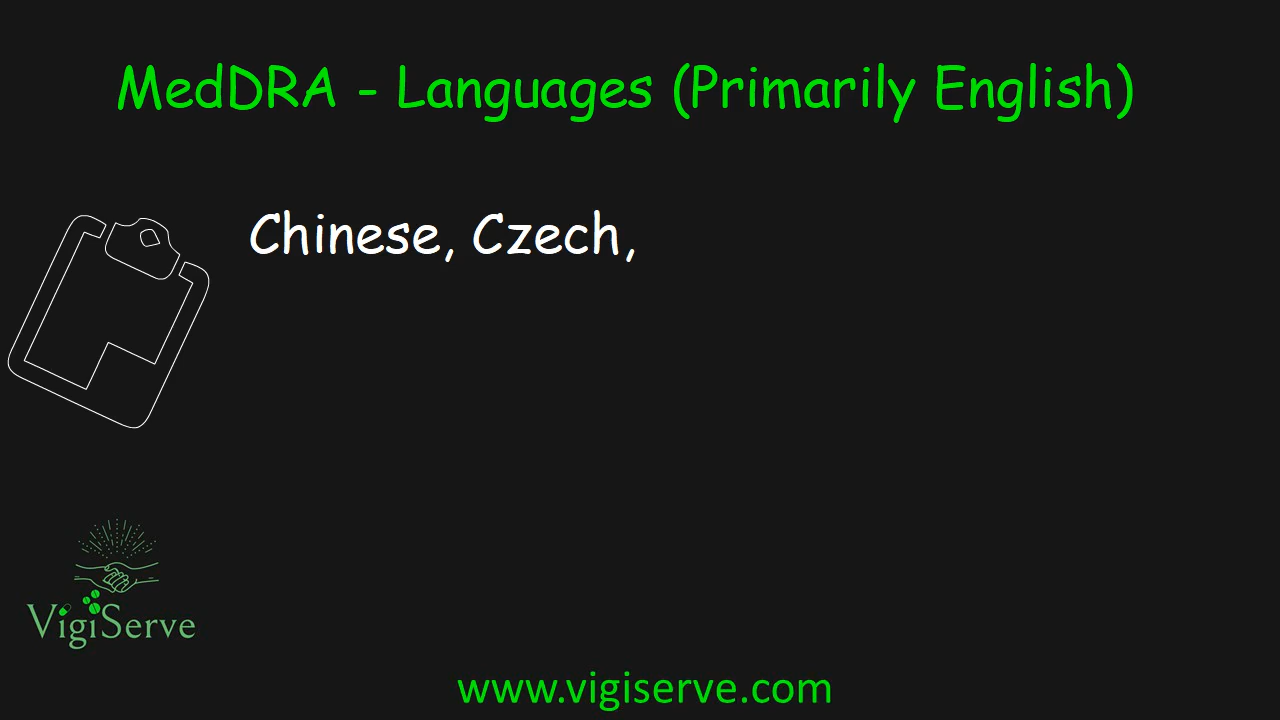 MedDRA - Languages (Primarily English)
Chinese, Czech,
VigiServe
www.vigiserve.com